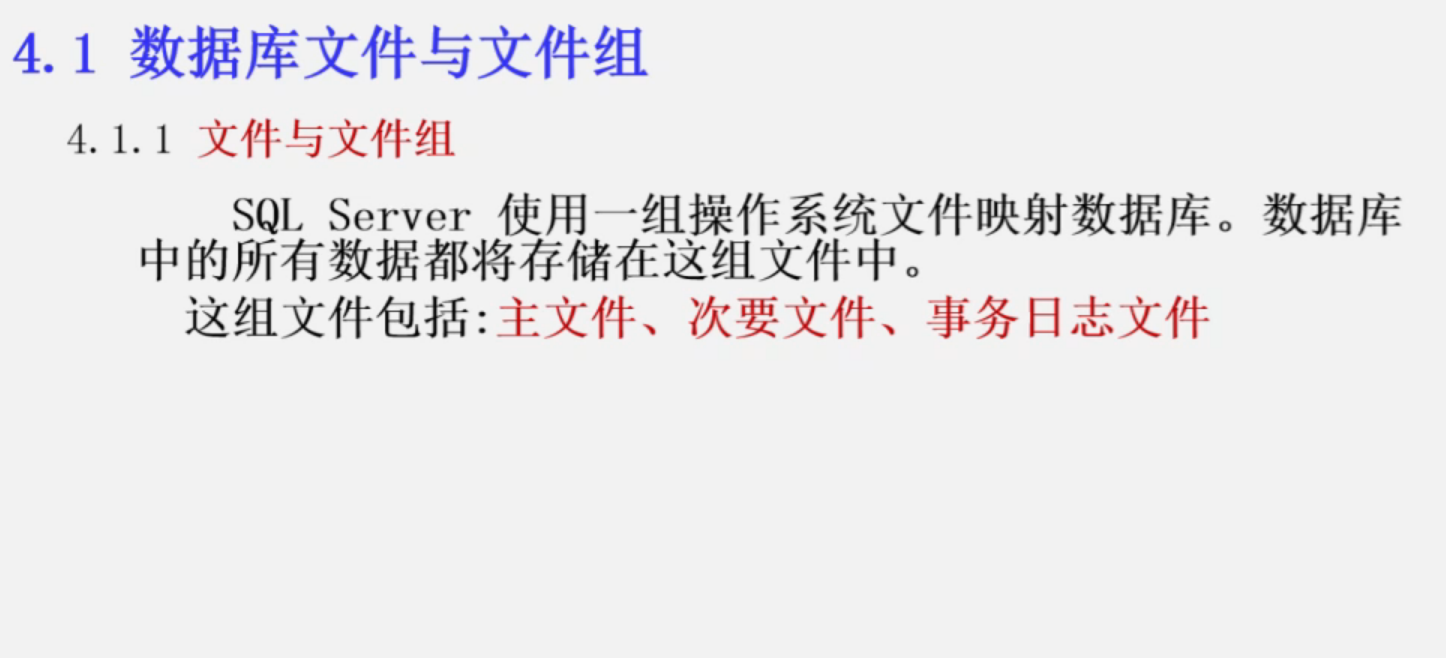 4.1 数据库文件与文件组
4.1.1 文件与文件组
SQL Server 使用一组操作系统文件映射数据库。数据库
中的所有数据都将存储在这组文件中。
这组文件包括:主文件、次要文件、事务日志文件